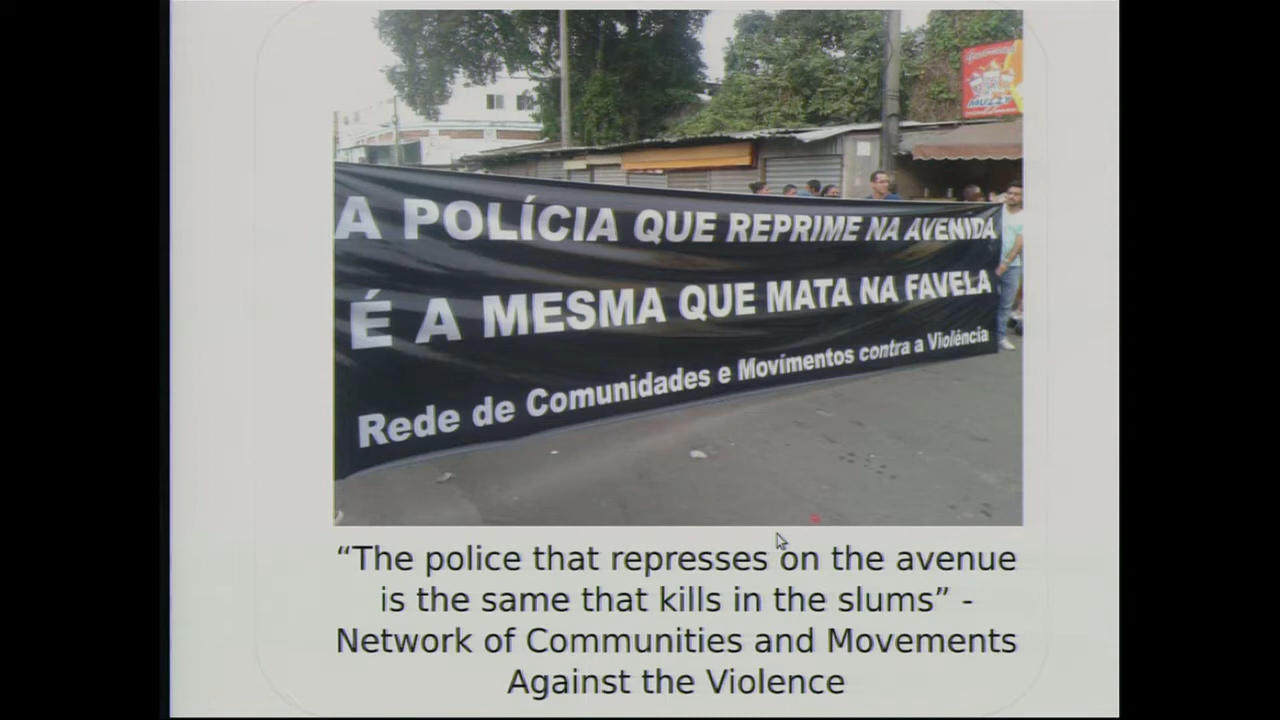 A POLÍCIA QUE REPRIME NA AVENIDA
É A MESMA QUE MATA NA FAVELA
Rede de Comunidades e Movimentos contra a Violência
MUZZY
“The police that represses on the avenue
is the same that kills in the slums” -
Network of Communities and Movements
Against the Violence